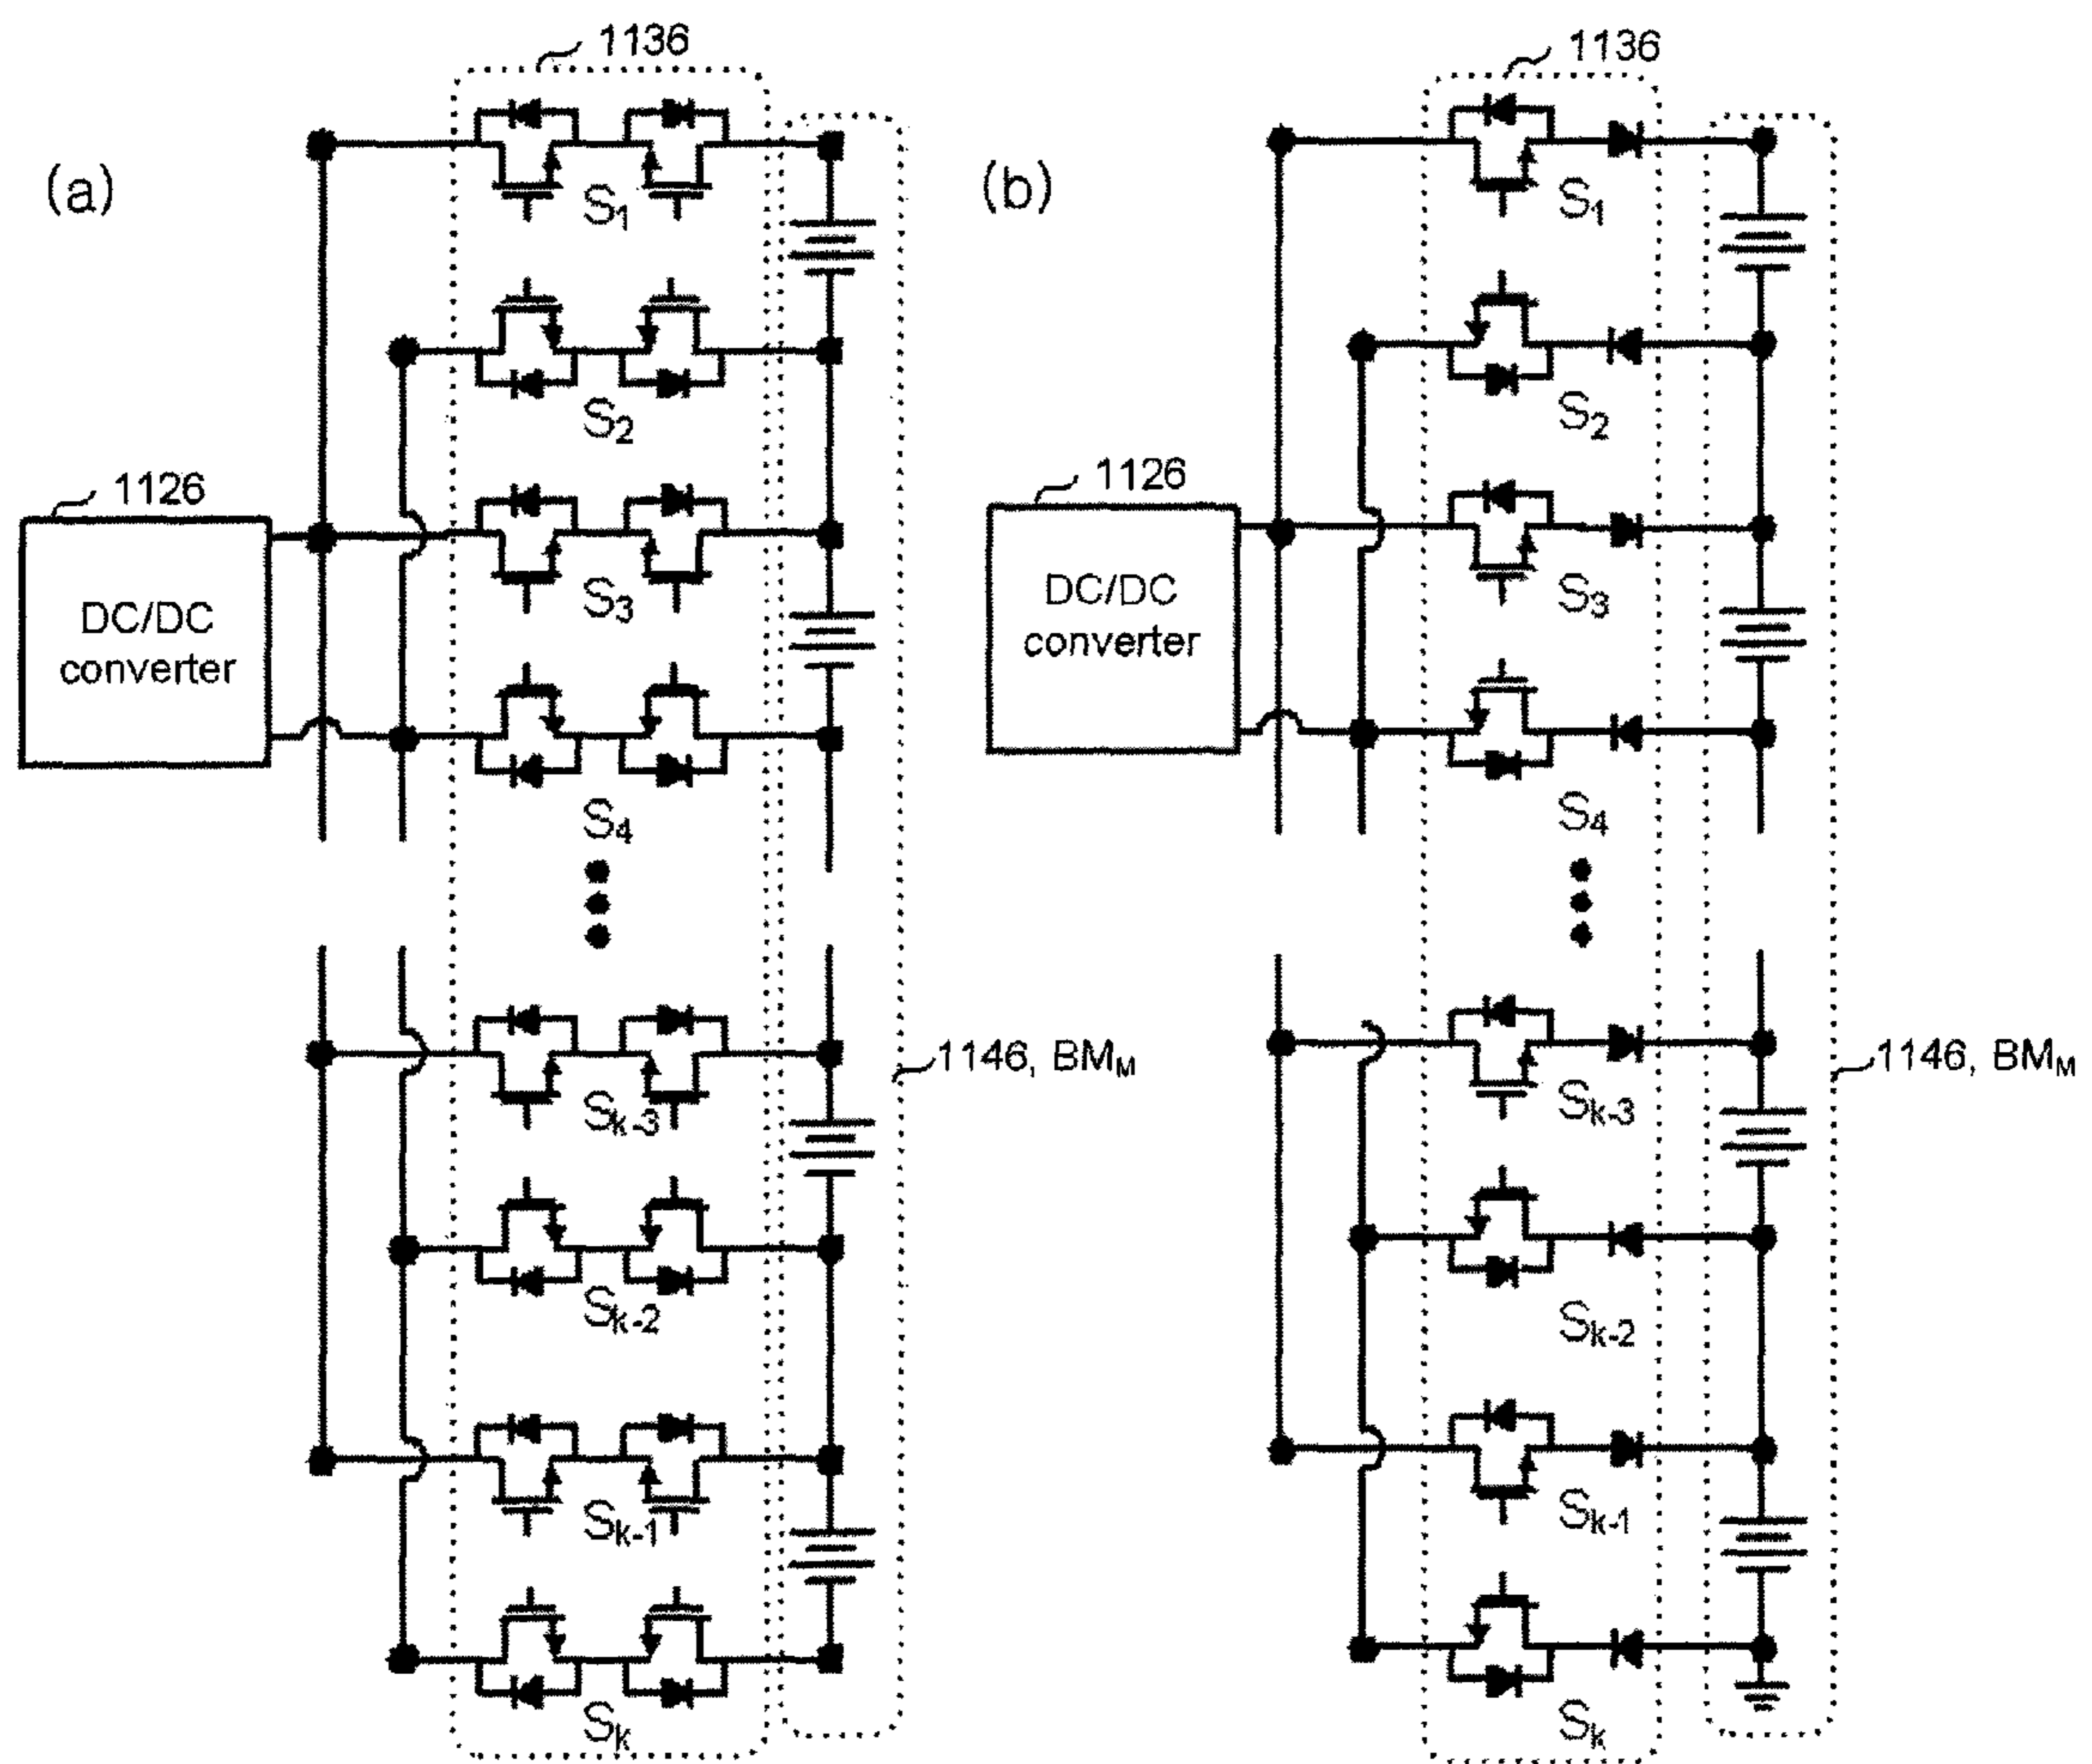 (a)
1136
S1
S2
1126
S3
DC/DC
converter
S4
Sk-3
1146, BMM
Sk-2
Sk-1
Sk
(b)
1136
S1
S2
1126
S3
DC/DC
converter
S4
Sk-3
1146, BMM
Sk-2
Sk-1
Sk